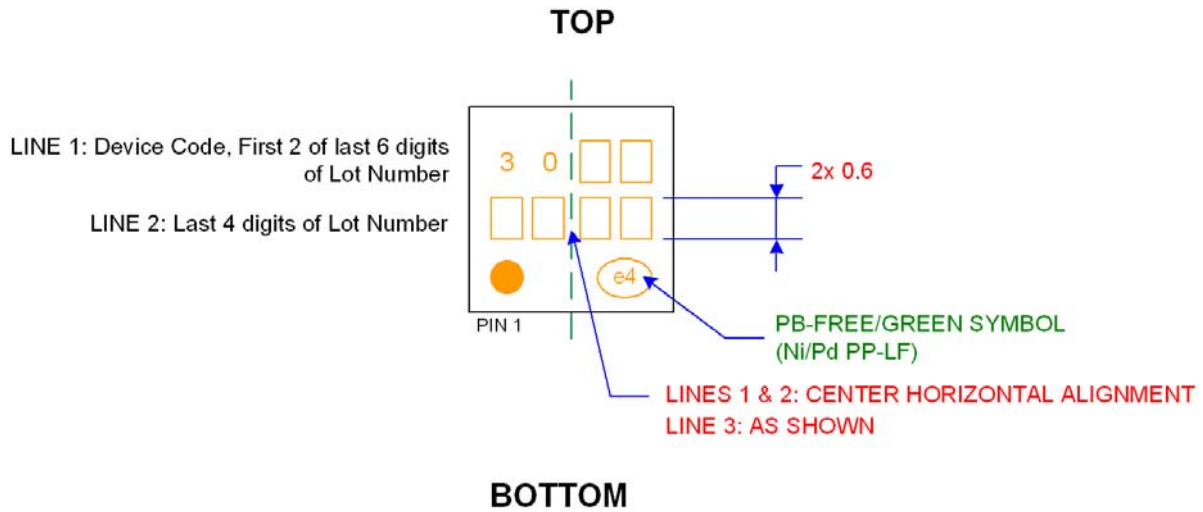 TOP
LINE 1: Device Code, First 2 of last 6 digits
of Lot Number
3 0
2x 0.6
LINE 2: Last 4 digits of Lot Number
e4
PIN 1
PB-FREE/GREEN SYMBOL
(Ni/Pd PP-LF)
LINES 1 & 2: CENTER HORIZONTAL ALIGNMENT
LINE 3: AS SHOWN
BOTTOM